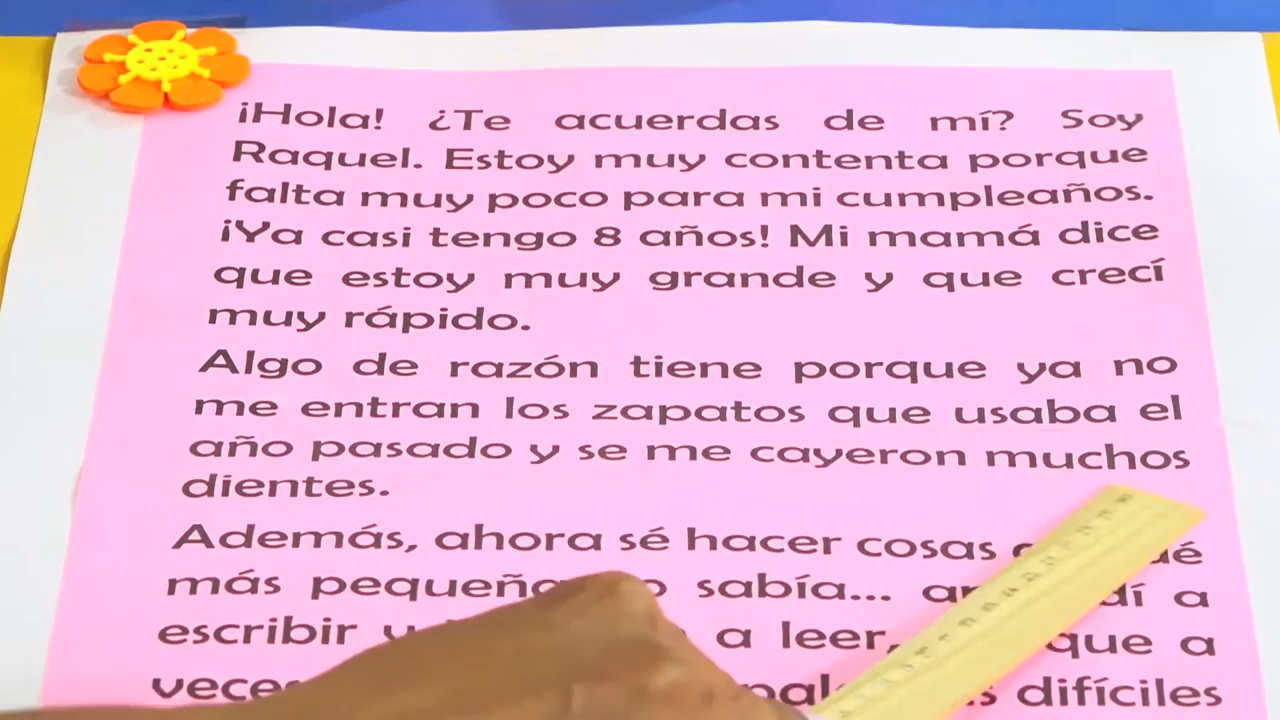 ¡Hola! ¿Te acuerdas de mí? Soy
Raquel. Estoy muy contenta porque
falta muy poco para mi cumpleaños.
¡Ya casi tengo 8 años! Mi mamá dice
que estoy muy grande y que crecí
muy rápido.
Algo de razón tiene porque ya no
me entran los zapatos que usaba el
año pasado y se me cayeron muchos
dientes.
Además, ahora sé hacer cosas
más sabía... a
escribir a leer, que a
difíciles